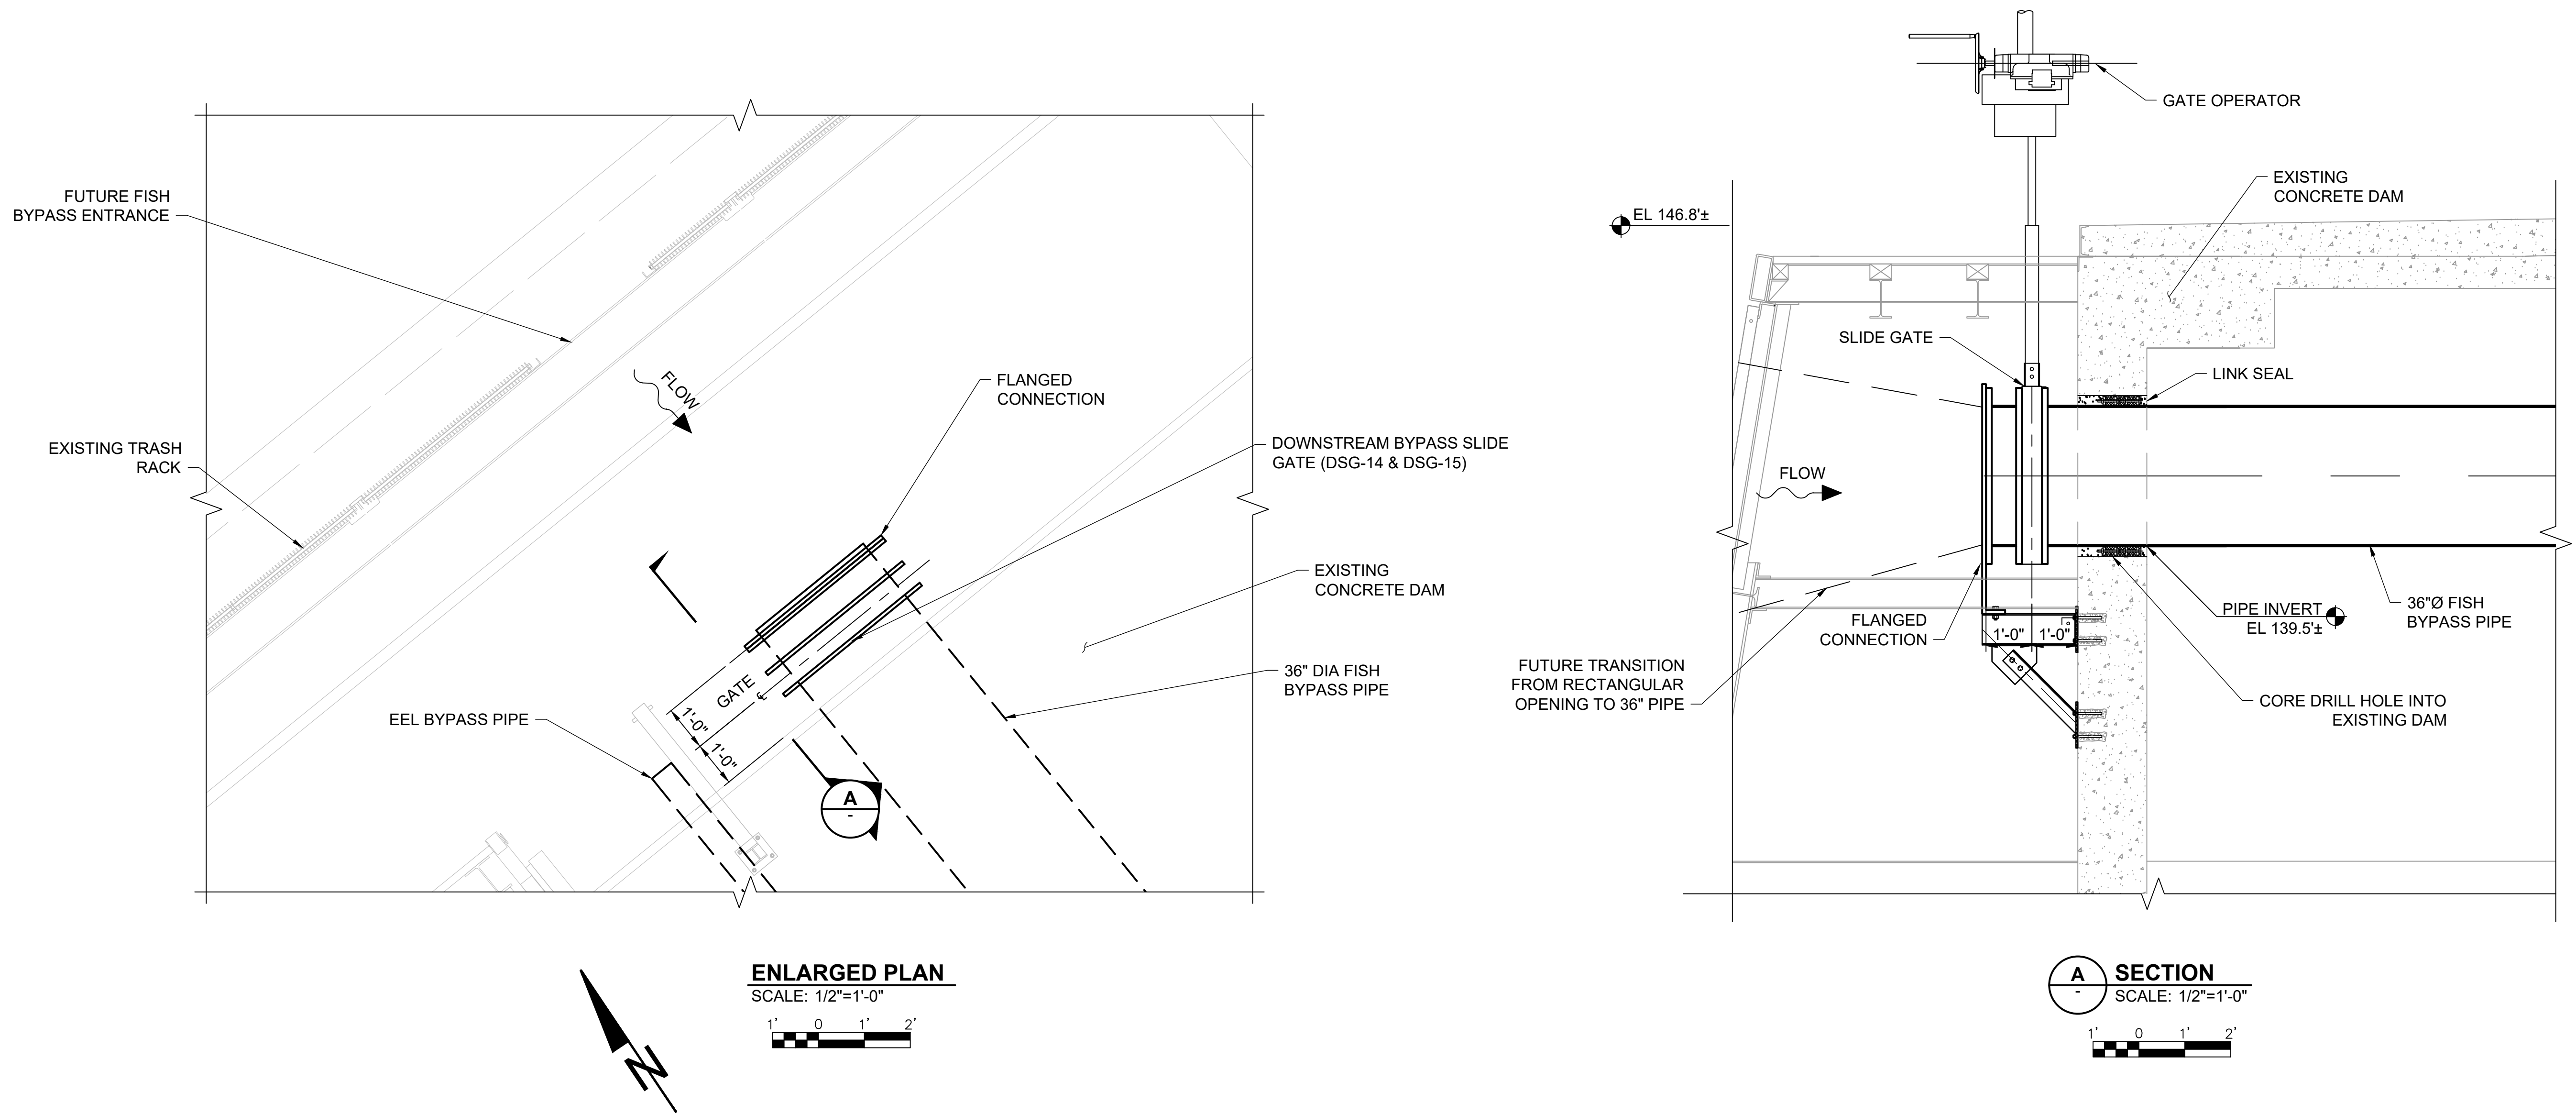 FUTURE FISH
BYPASS ENTRANCE
EXISTING TRASH
RACK
FLOW
FLANGED
CONNECTION
DOWNSTREAM BYPASS SLIDE
GATE (DSG-14 & DSG-15)
EXISTING
CONCRETE DAM
36" DIA FISH
BYPASS PIPE
GATE
℄
1'-0"
1'-0"
EEL BYPASS PIPE
A
-
ENLARGED PLAN
SCALE: 1/2"=1'-0"
1' 0 1' 2'
N
GATE OPERATOR
EXISTING
CONCRETE DAM
EL 146.8'±
SLIDE GATE
LINK SEAL
FLOW
FLANGED
CONNECTION
1'-0" 1'-0"
PIPE INVERT
EL 139.5'±
36"Ø FISH
BYPASS PIPE
FUTURE TRANSITION
FROM RECTANGULAR
OPENING TO 36" PIPE
CORE DRILL HOLE INTO
EXISTING DAM
A
-
SECTION
SCALE: 1/2"=1'-0"
1' 0 1' 2'